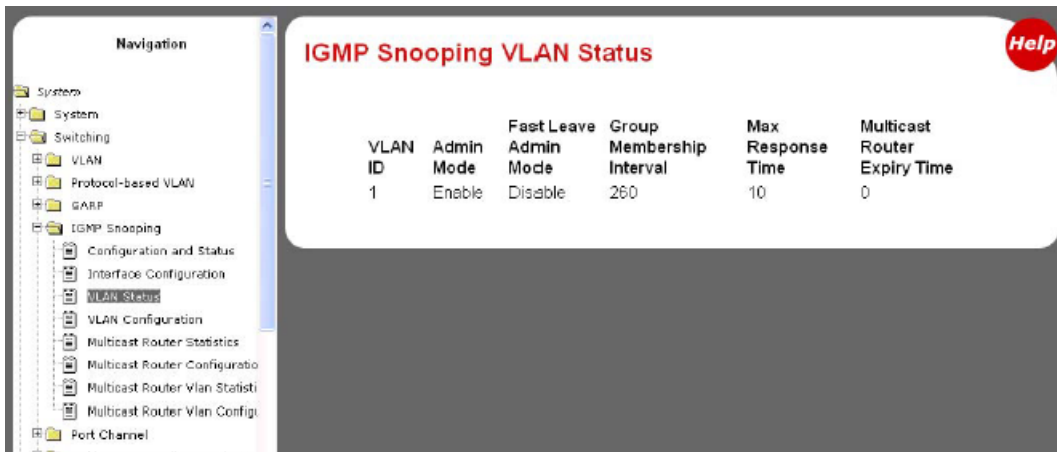 Navigation
System
System
Switching
VLAN
Protocol-based VLAN
GARP
IGMP Snooping
Configuration and Status
Interface Configuration
VLAN Status
VLAN Configuration
Multicast Router Statistics
Multicast Router Configuratio
Multicast Router Vlan Statisti
Multicast Router Vlan Configu
Port Channel
IGMP Snooping VLAN Status
Help
VLAN ID Admin Mode Fast Leave Admin Mode Group Membership Interval Max Response Time Multicast Router Expiry Time
1 Enable Disable 260 10 0